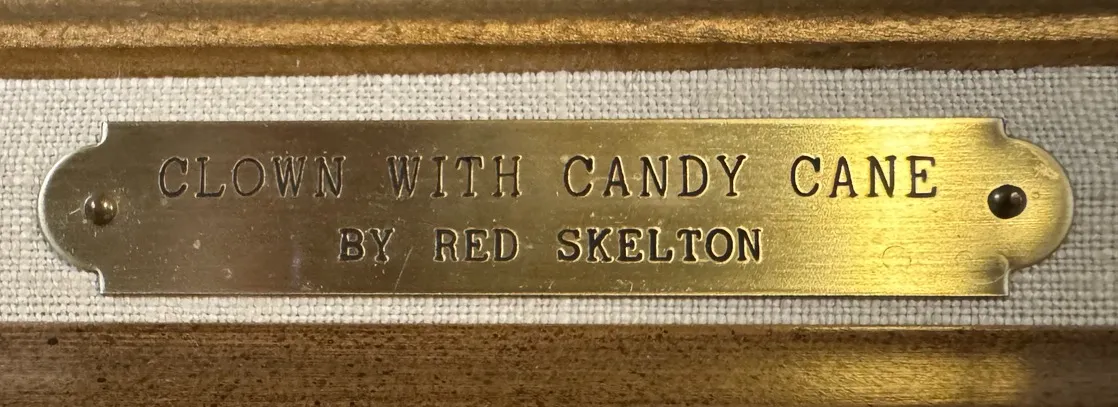 CLOWN WITH CANDY CANE
BY RED SKELTON